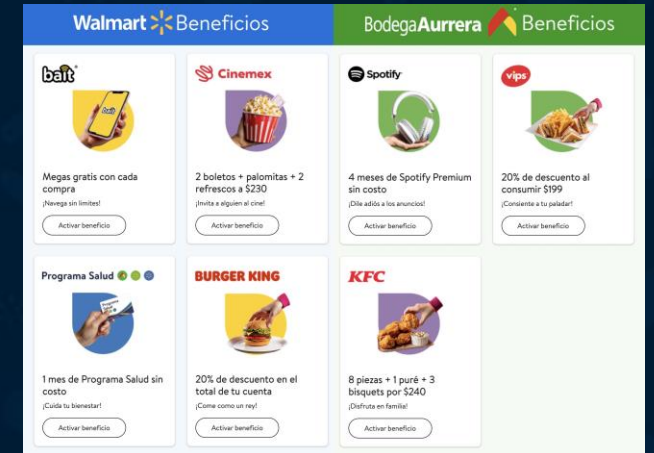 Walmart Beneficios
BodegaAurrera Beneficios
bait
Megas gratis con cada
compra
¡Navega sin límites!
Activar beneficio
Cinemex
2 boletos + palomitas + 2
refrescos a $230
¡Invita a alguien al cine!
Activar beneficio
Spotify
4 meses de Spotify Premium
sin costo
¡Dile adiós a los anuncios!
Activar beneficio
vips
20% de descuento al
consumir $199
¡Consiente a tu paladar!
Activar beneficio
Programa Salud
1 mes de Programa Salud sin
costo
¡Cuida tu bienestar!
Activar beneficio
BURGER KING
20% de descuento en el
total de tu cuenta
¡Come como un rey!
Activar beneficio
KFC
8 piezas + 1 puré + 3
bisquets por $240
¡Disfruta en familia!
Activar beneficio